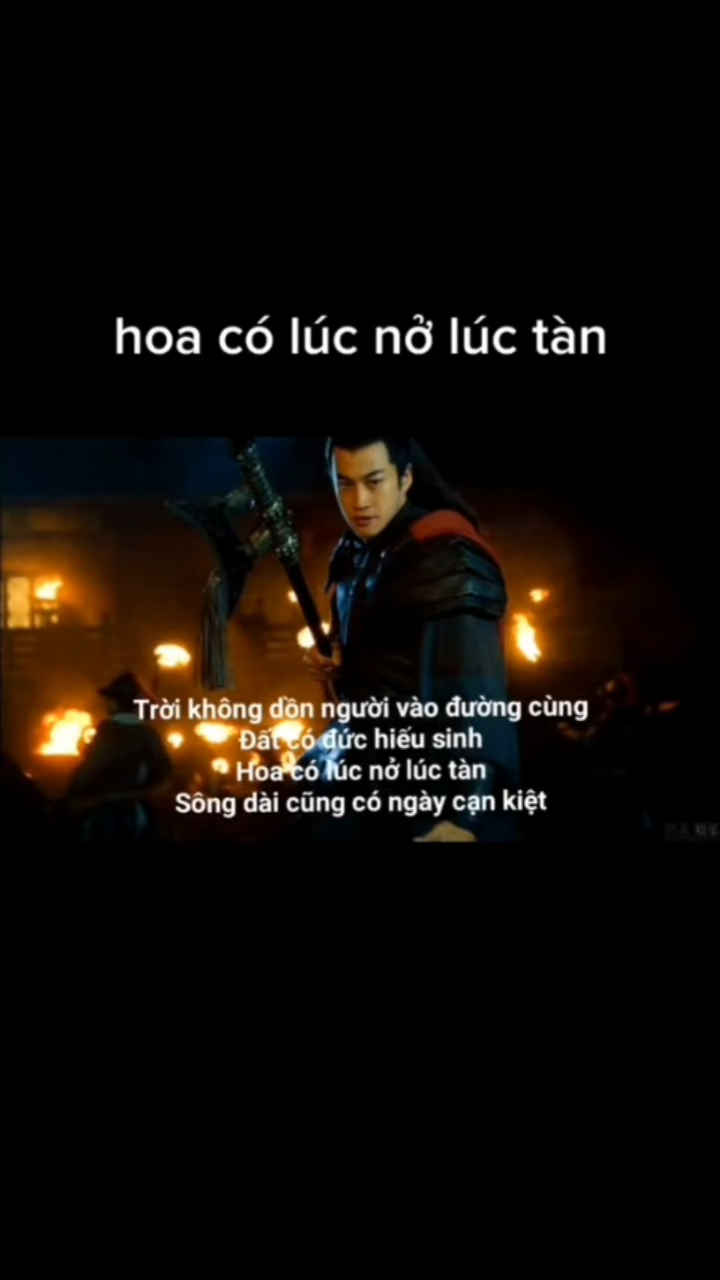 hoa có lúc nở lúc tàn
Trời không dồn người vào đường cùng
Đất có đức hiếu sinh
Hoa có lúc nở lúc tàn
Sông dài cũng có ngày cạn kiệt